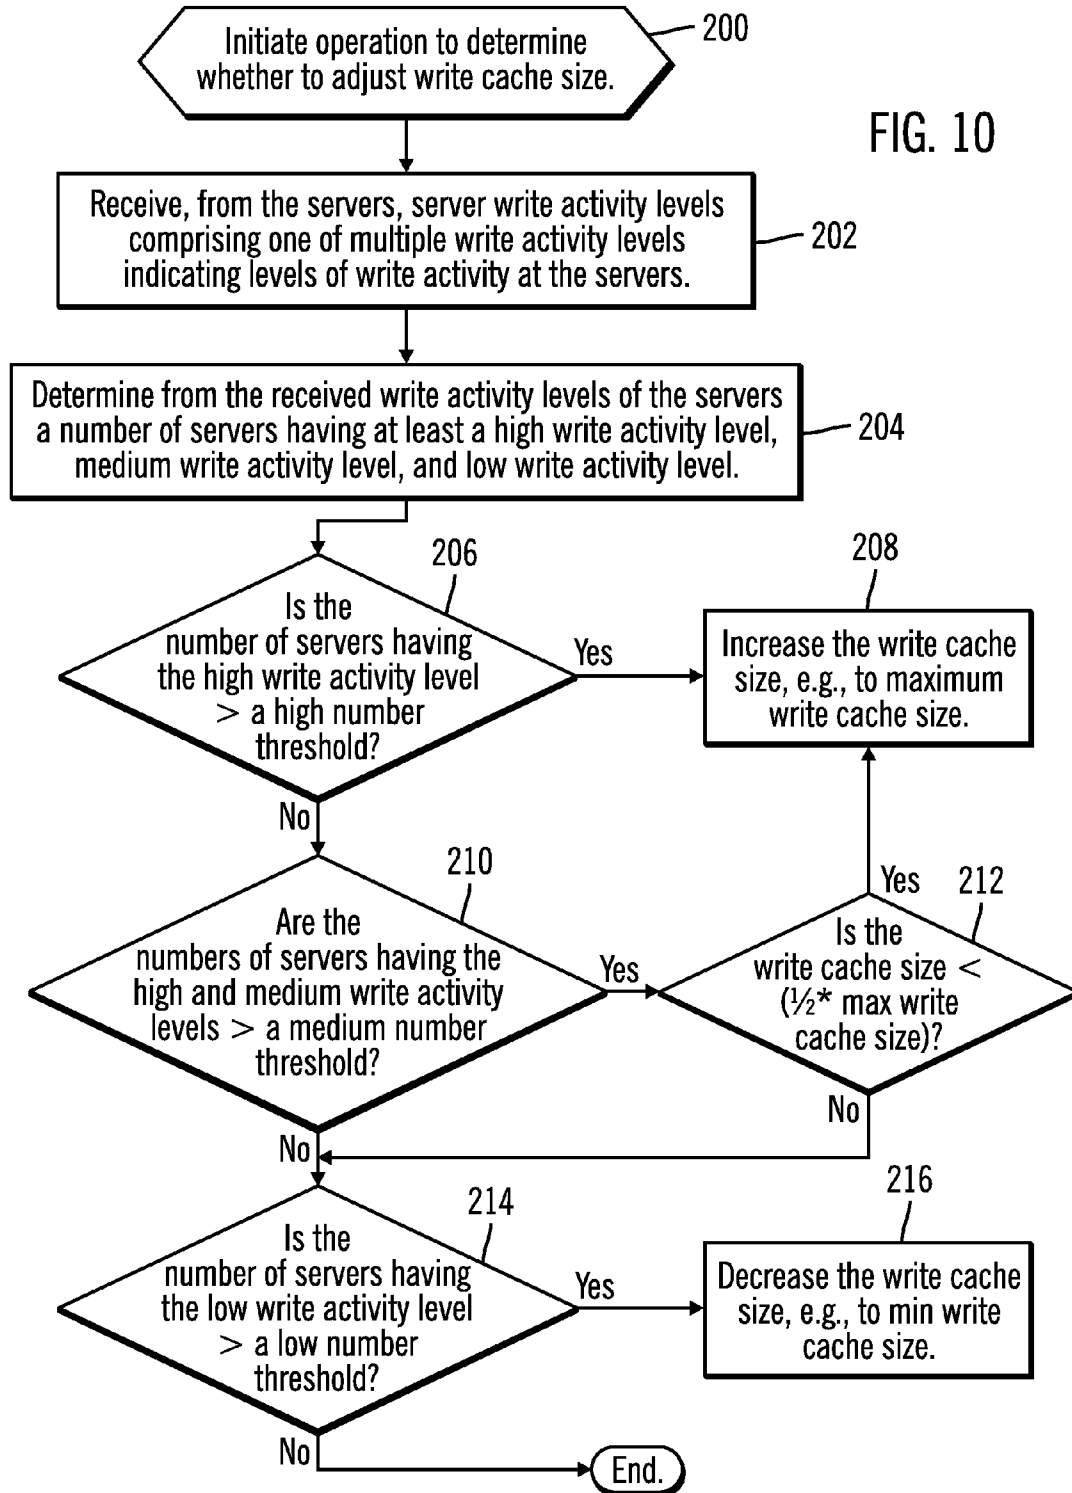 Initiate operation to determine
whether to adjust write cache size.
200
FIG. 10
Receive, from the servers, server write activity levels
comprising one of multiple write activity levels
indicating levels of write activity at the servers.
202
Determine from the received write activity levels of the servers
a number of servers having at least a high write activity level,
medium write activity level, and low write activity level.
204
206
Is the
number of servers having
the high write activity level
> a high number
threshold?
Yes
No
208
Increase the write cache
size, e.g., to maximum
write cache size.
210
Are the
numbers of servers having the
high and medium write activity
levels > a medium number
threshold?
Yes
No
Yes
212
Is the
write cache size <
(½* max write
cache size)?
No
214
Is the
number of servers having
the low write activity level
> a low number
threshold?
Yes
No
216
Decrease the write cache
size, e.g., to min write
cache size.
End.